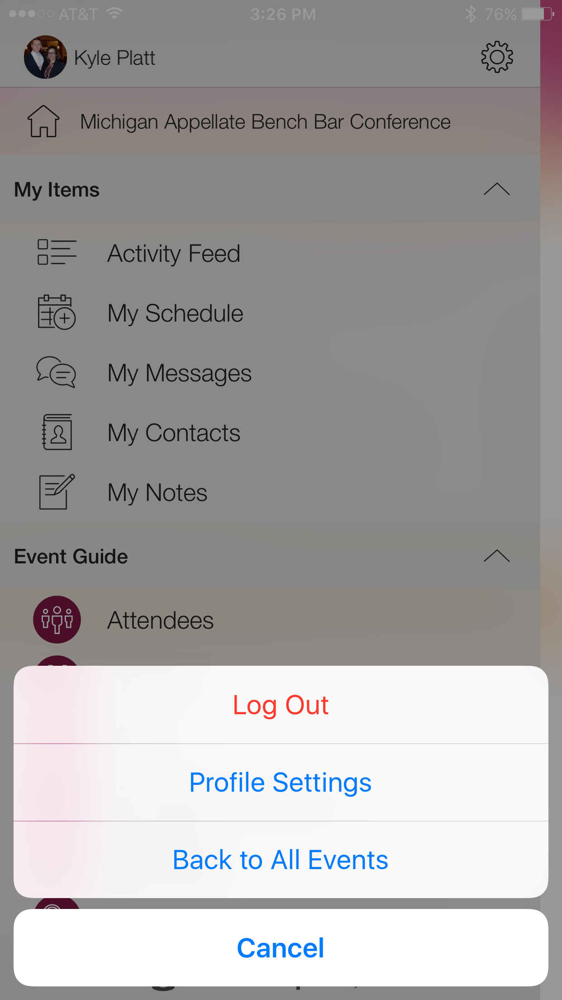 AT&T 3:26 PM 76%
Kyle Platt
Michigan Appellate Bench Bar Conference
My Items
Activity Feed
My Schedule
My Messages
My Contacts
My Notes
Event Guide
Attendees
Log Out
Profile Settings
Back to All Events
Cancel